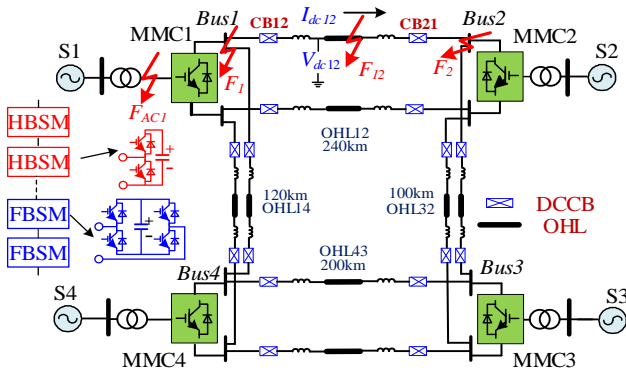 Bus1
CB12
I_dc12
CB21
Bus2
S1
MMC1
MMC2
S2
F_1
V_dc12
F_12
F_2
F_AC1
HBSM
HBSM
FBSM
FBSM
+
-
+
-
OHL12
240km
120km
OHL14
100km
OHL32
DCCB
OHL
OHL43
200km
Bus4
Bus3
S4
S3
MMC4
MMC3